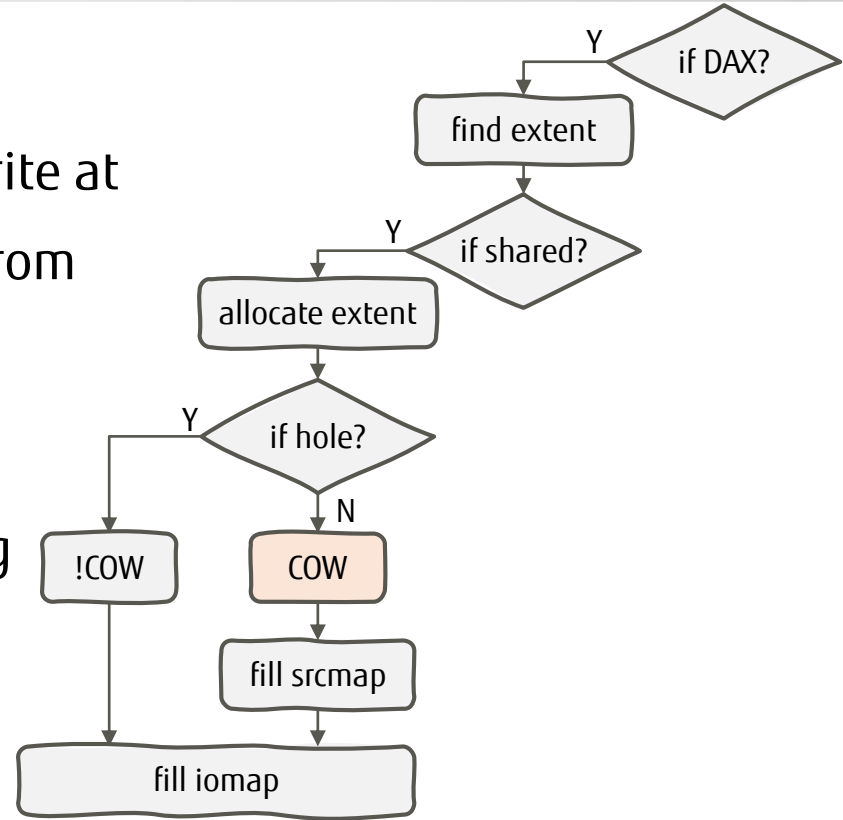 Y
if DAX?
find extent
rite at
Y
if shared?
rom
allocate extent
Y
if hole?
N
g
!COW
COW
fill srcmap
fill iomap